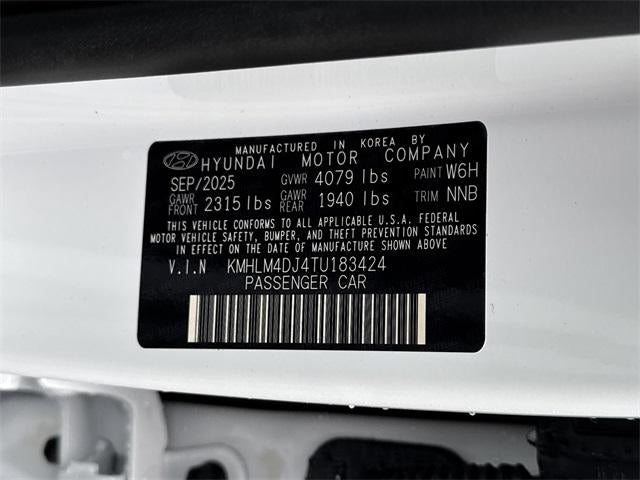 MANUFACTURED IN KOREA BY
HYUNDAI MOTOR COMPANY
SEP/2025 GVWR 4079 lbs PAINT W6H
GAWR FRONT 2315 lbs GAWR REAR 1940 lbs TRIM NNB
THIS VEHICLE CONFORMS TO ALL APPLICABLE U.S.A. FEDERAL
MOTOR VEHICLE SAFETY, BUMPER, AND THEFT PREVENTION STANDARDS
IN EFFECT ON THE DATE OF MANUFACTURE SHOWN ABOVE.
V.I.N KMHLM4DJ4TU183424
PASSENGER CAR